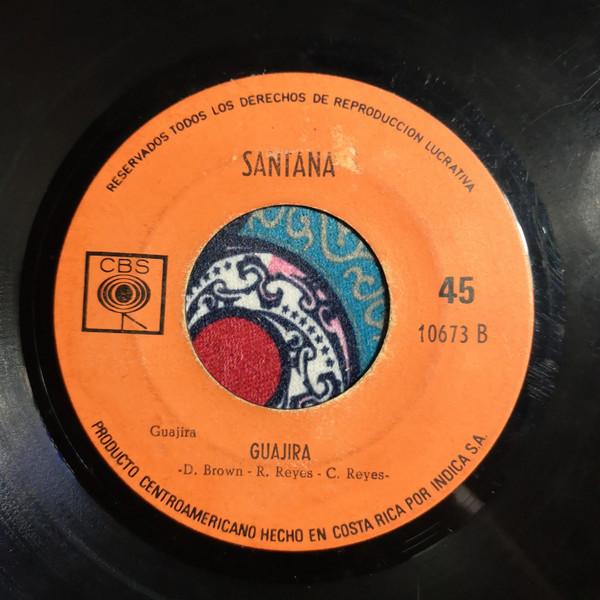 RESERVADOS TODOS LOS DERECHOS DE REPRODUCCION LUCRATIVA
SANTANA
CBS
45
10673 B
Guajira
GUAJIRA
-D. Brown - R. Reyes - C. Reyes-
PRODUCTO CENTROAMERICANO HECHO EN COSTA RICA POR INDICA S.A.